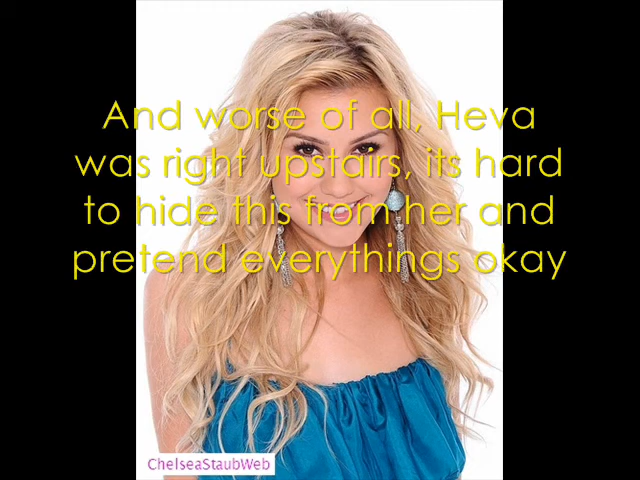 And worse of all, Heva
was right upstairs, its hard
to hide this from her and
pretend everythings okay
ChelseaStaubWeb